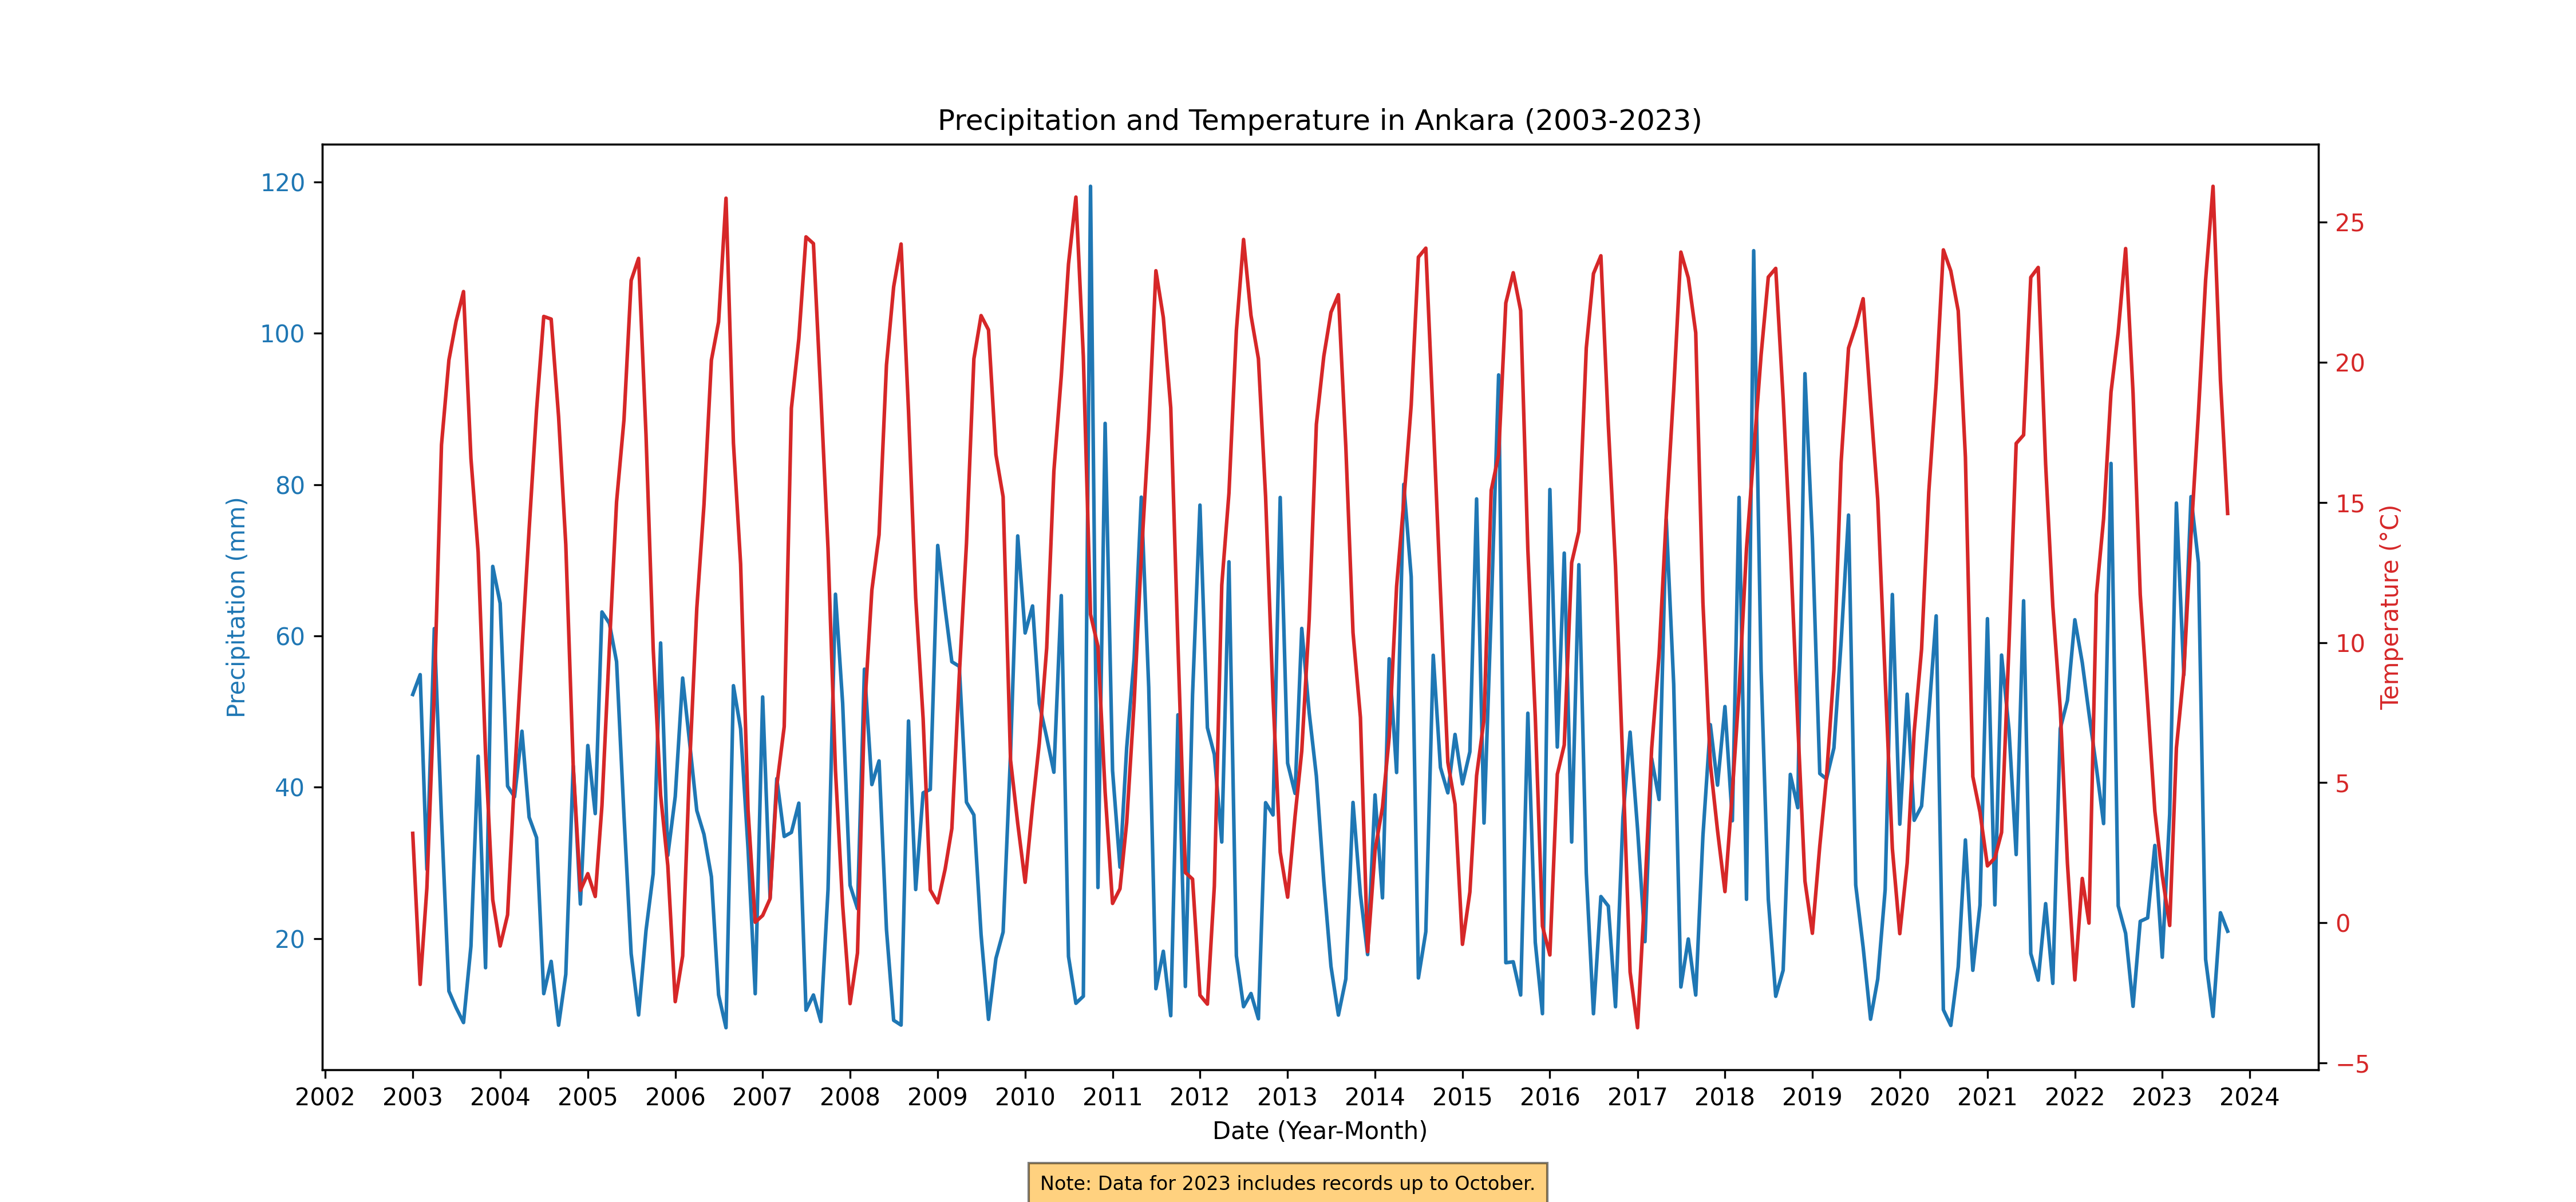 Precipitation and Temperature in Ankara (2003-2023)
120
100
80
60
40
20
Precipitation (mm)
25
20
15
10
5
0
−5
Temperature (°C)
2002 2003 2004 2005 2006 2007 2008 2009 2010 2011 2012 2013 2014 2015 2016 2017 2018 2019 2020 2021 2022 2023 2024
Date (Year-Month)
Note: Data for 2023 includes records up to October.